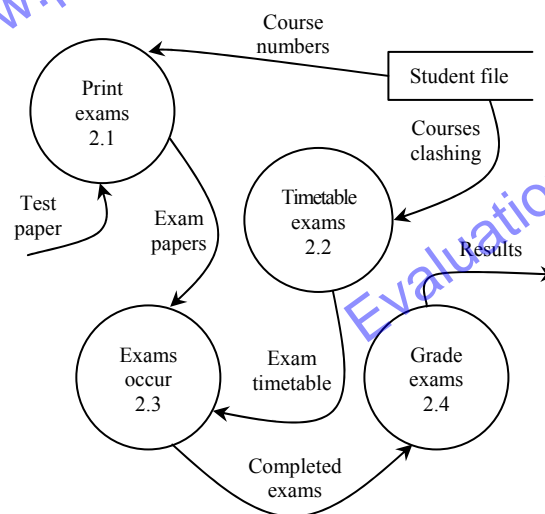 Course
numbers
Student file
Print
exams
2.1
Courses
clashing
Test
paper
Exam
papers
Timetable
exams
2.2
Results
Exams
occur
2.3
Exam
timetable
Grade
exams
2.4
Completed
exams
Evaluatio
w.p